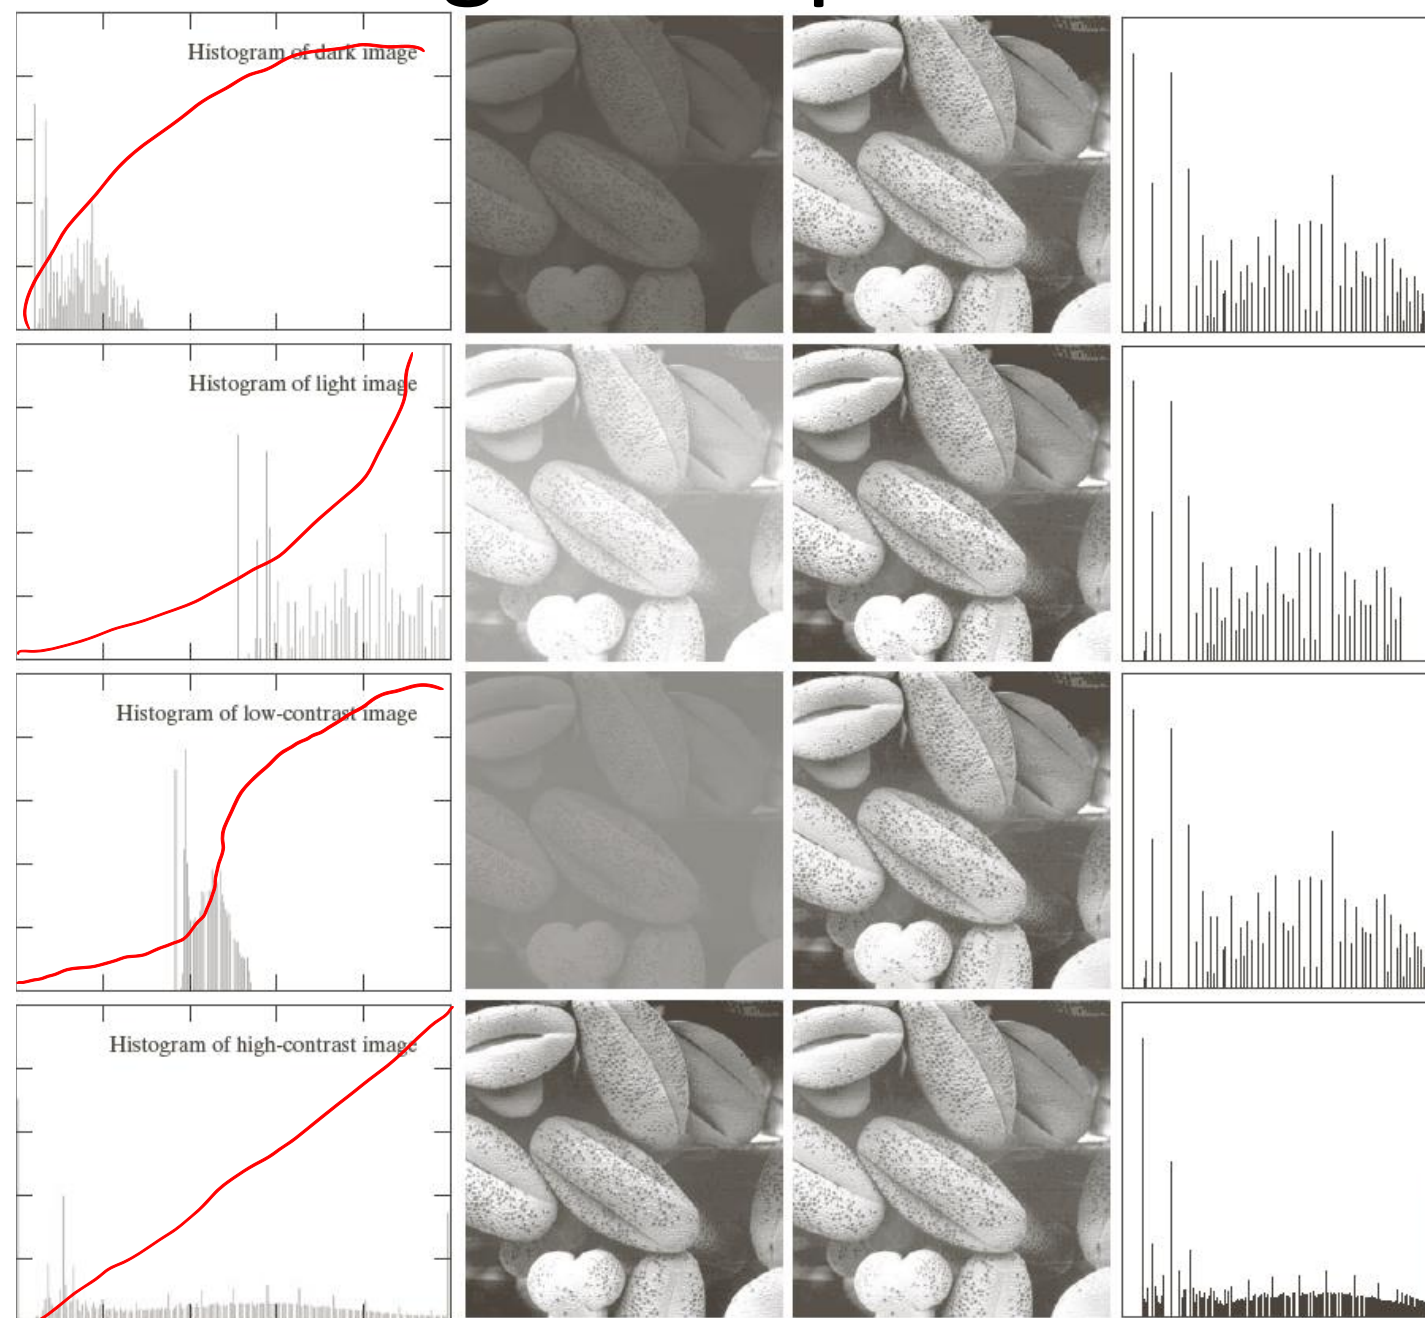 Histogram of dark image
Histogram of light image
Histogram of low-contrast image
Histogram of high-contrast image